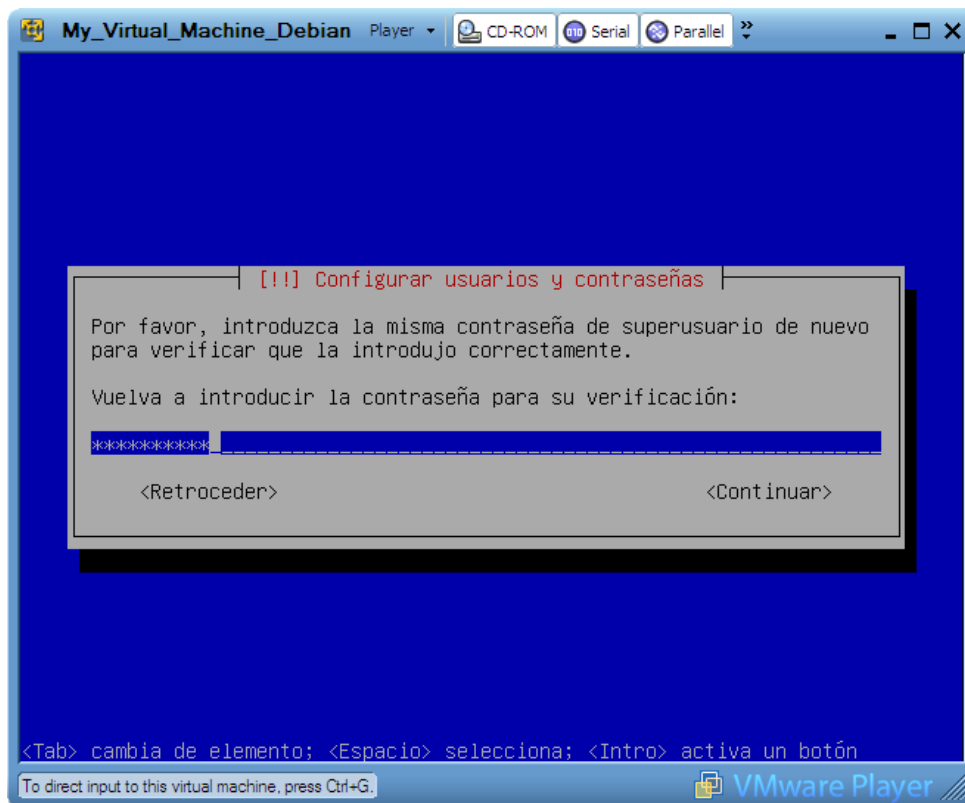 My_Virtual_Machine_Debian Player CD-ROM Serial Parallel
[!!] Configurar usuarios y contraseñas
Por favor, introduzca la misma contraseña de superusuario de nuevo
para verificar que la introdujo correctamente.
Vuelva a introducir la contraseña para su verificación:
**********
<Retroceder> <Continuar>
<Tab> cambia de elemento; <Espacio> selecciona; <Intro> activa un botón
To direct input to this virtual machine, press Ctrl+G. VMware Player